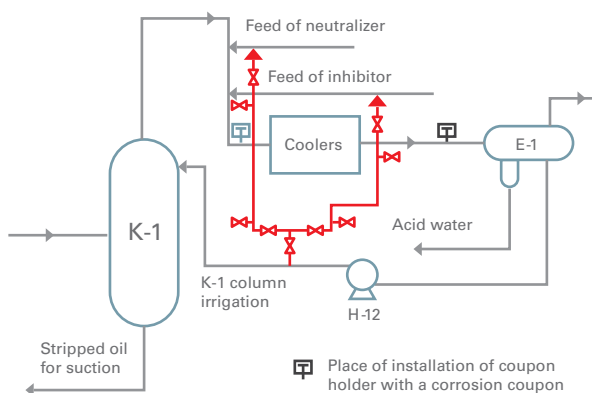 Feed of neutralizer
Feed of inhibitor
Coolers
E-1
K-1
Acid water
K-1 column
irrigation
H-12
Stripped oil
for suction
Place of installation of coupon
holder with a corrosion coupon